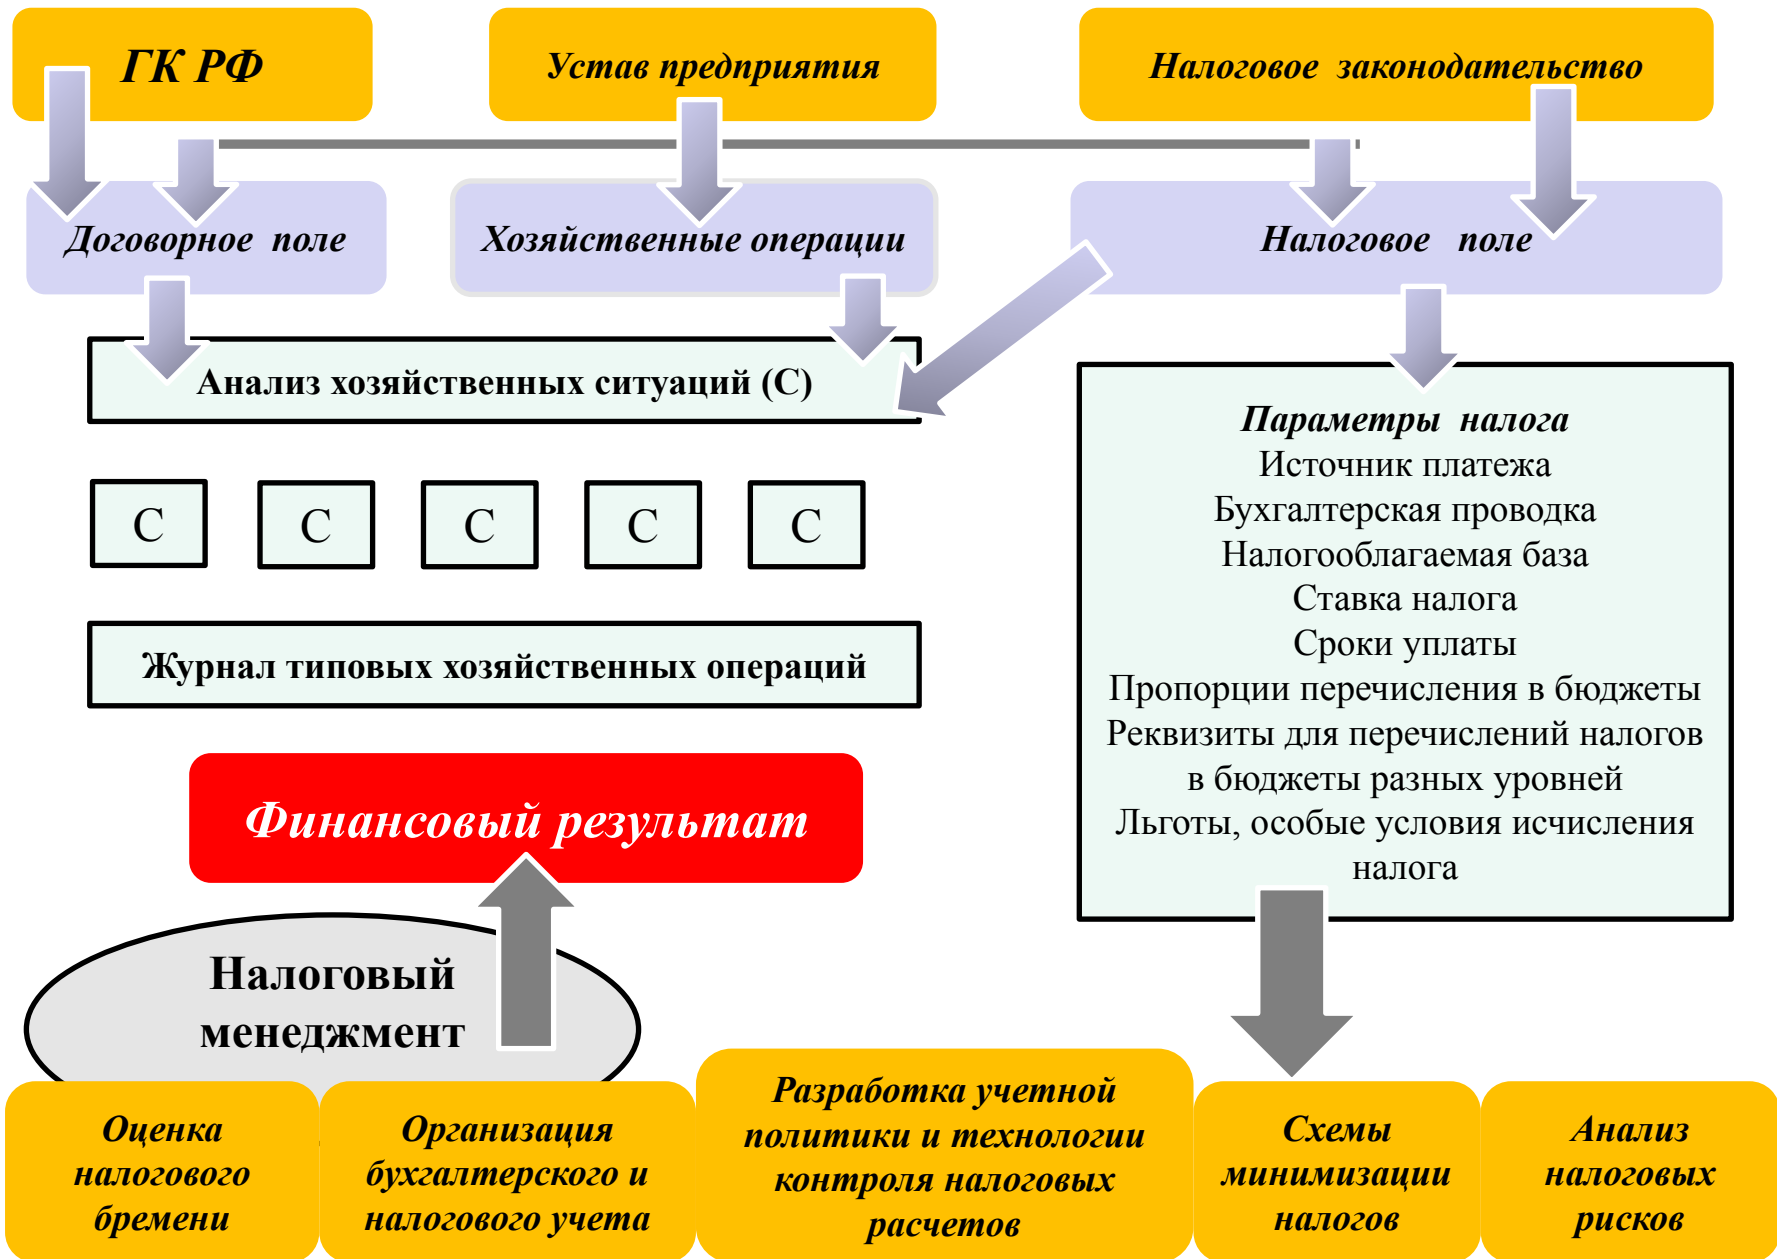 ГК РФ
Устав предприятия
Налоговое законодательство
Договорное поле
Хозяйственные операции
Налоговое поле
Анализ хозяйственных ситуаций (С)
С
С
С
С
С
Журнал типовых хозяйственных операций
Параметры налога
Источник платежа
Бухгалтерская проводка
Налогооблагаемая база
Ставка налога
Сроки уплаты
Пропорции перечисления в бюджеты
Реквизиты для перечислений налогов
в бюджеты разных уровней
Льготы, особые условия исчисления
налога
Финансовый результат
Налоговый
менеджмент
Оценка
налогового
бремени
Организация
бухгалтерского и
налогового учета
Разработка учетной
политики и технологии
контроля налоговых
расчетов
Схемы
минимизации
налогов
Анализ
налоговых
рисков